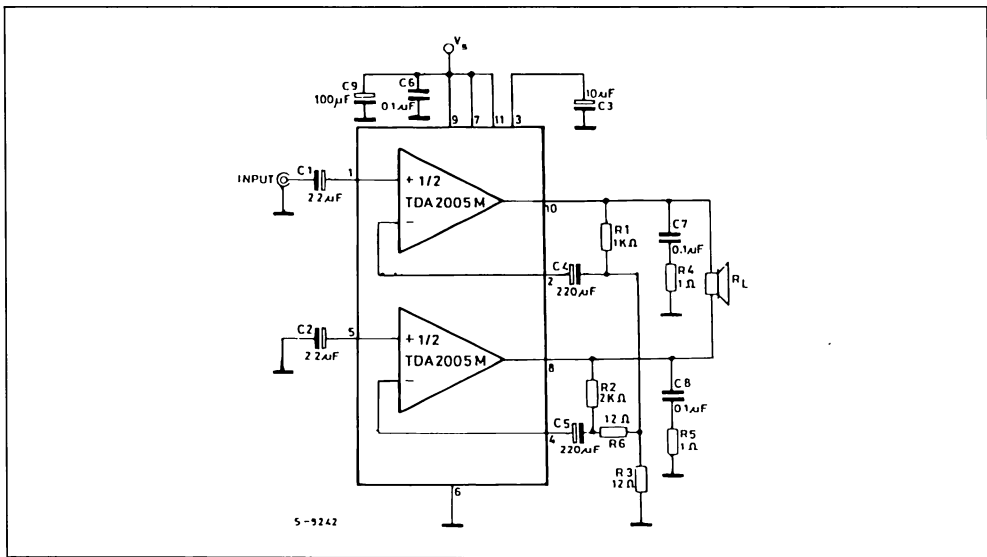 Vs
C9
100µF
C6
0.1µF
10µF
C3
9
7
11
3
INPUT
C1
2.2µF
1
+ 1/2
TDA2005M
−
10
R1
1KΩ
C7
0.1µF
R4
1Ω
RL
C4
220µF
2
C2
2.2µF
5
+ 1/2
TDA2005M
−
8
R2
2KΩ
C8
0.1µF
12Ω
R6
C5
220µF
4
R5
1Ω
R3
12Ω
6
S-9242